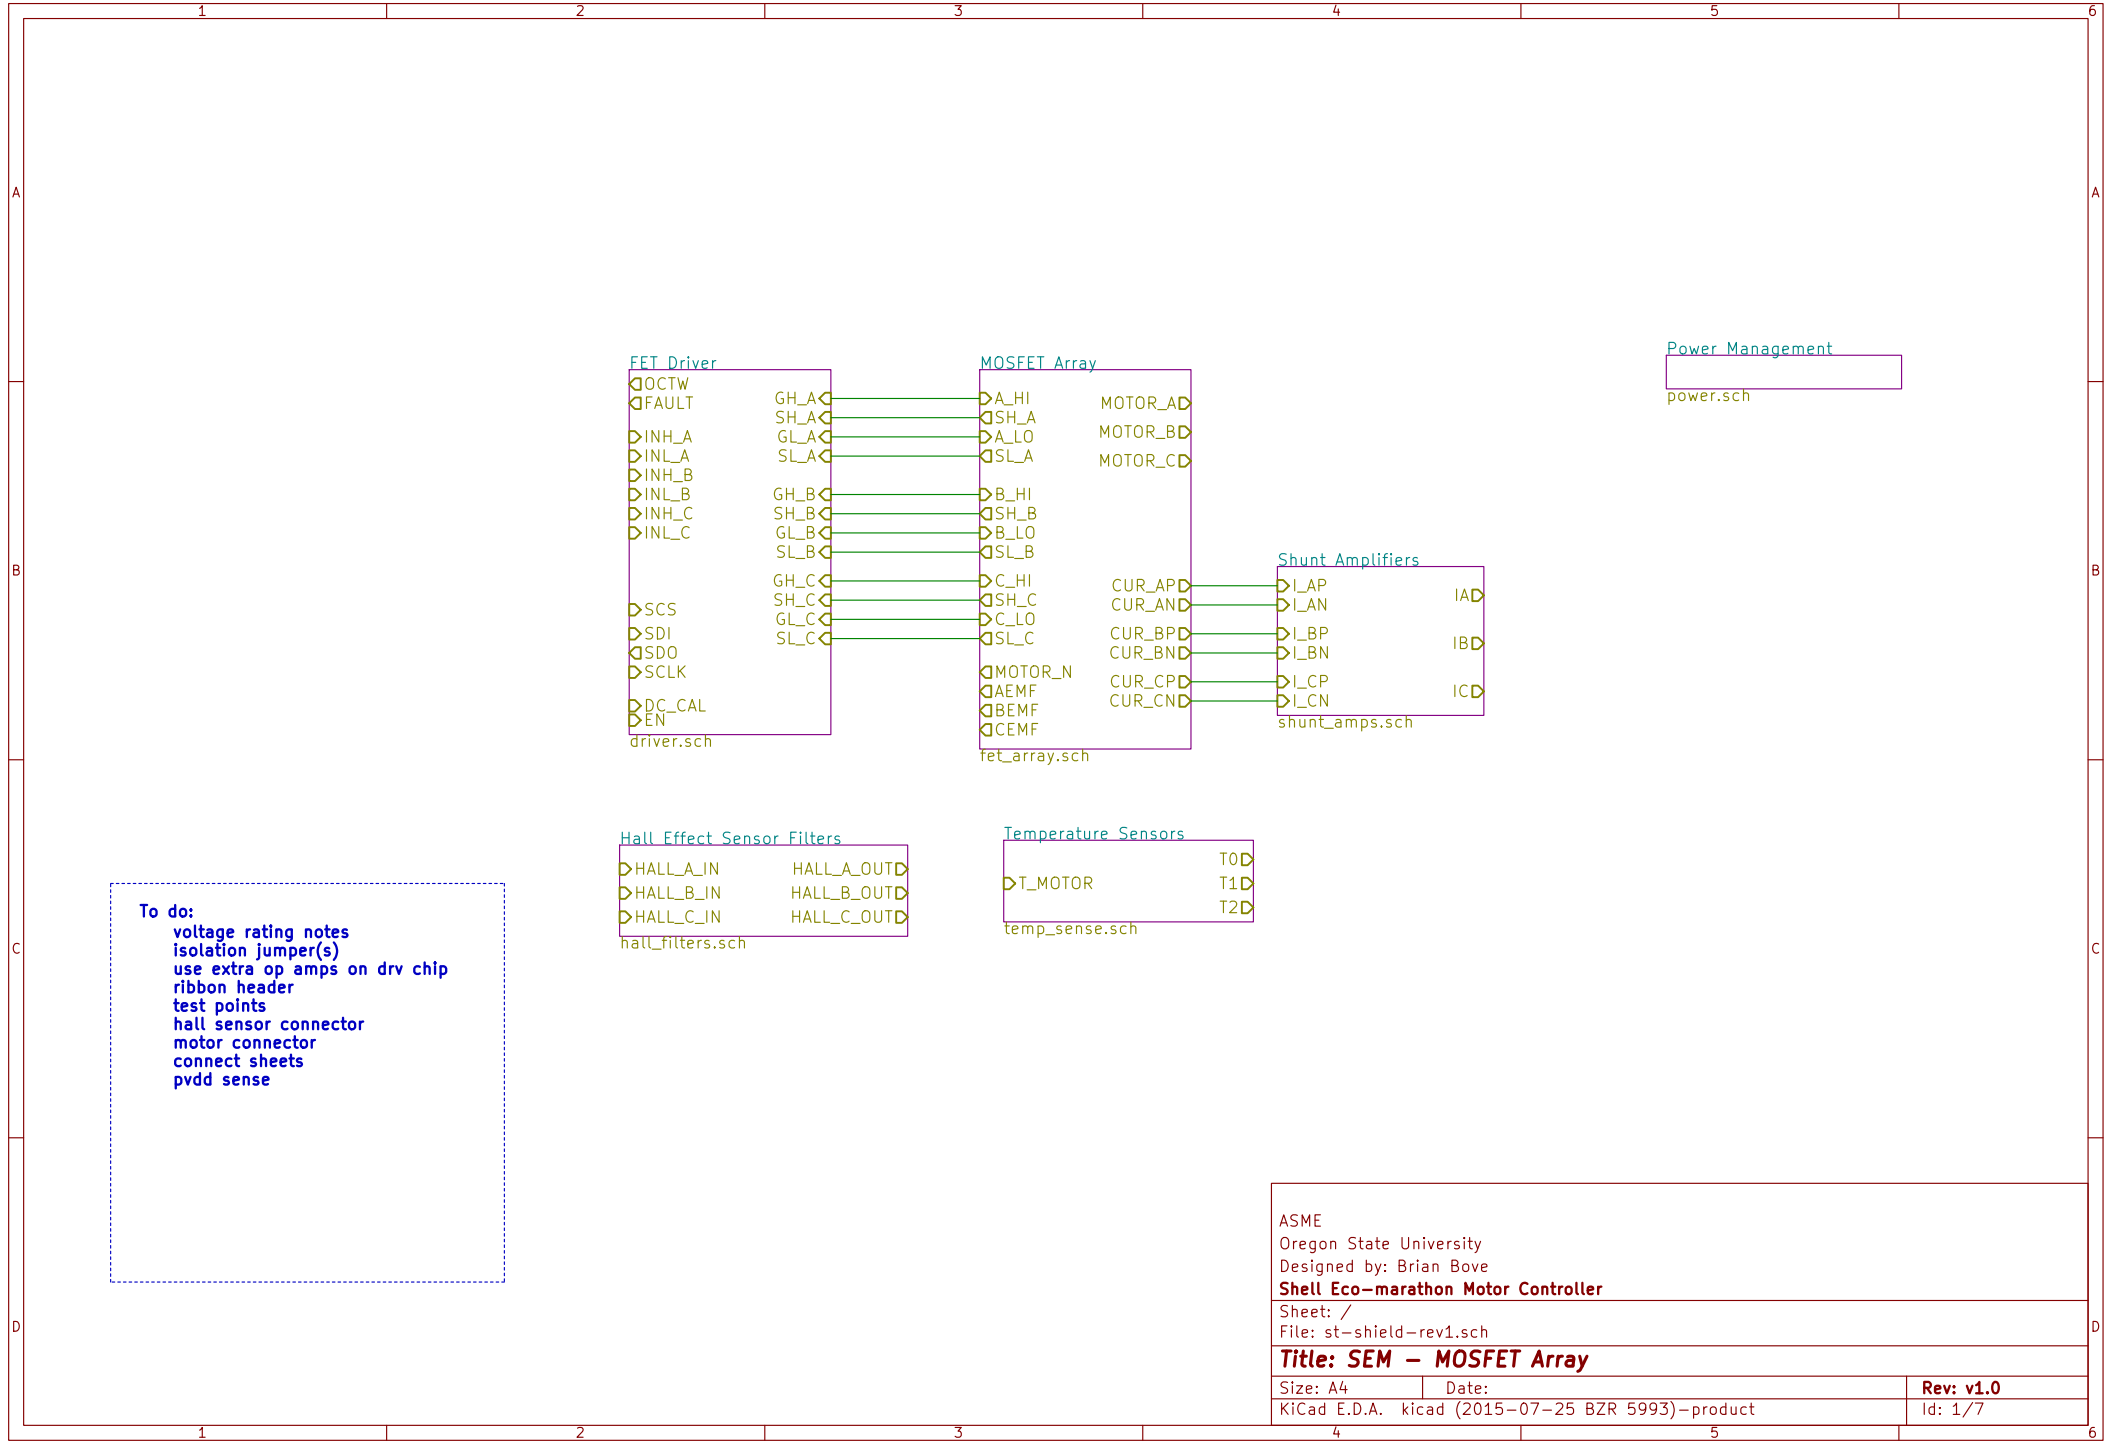 1 2 3 4 5 6
A A
B B
C C
D D
FET Driver
OCTW
FAULT
INH_A
INL_A
INH_B
INL_B
INH_C
INL_C
SCS
SDI
SDO
SCLK
DC_CAL
EN
GH_A
SH_A
GL_A
SL_A
GH_B
SH_B
GL_B
SL_B
GH_C
SH_C
GL_C
SL_C
driver.sch
MOSFET Array
A_HI
SH_A
A_LO
SL_A
B_HI
SH_B
B_LO
SL_B
C_HI
SH_C
C_LO
SL_C
MOTOR_N
AEMF
BEMF
CEMF
MOTOR_A
MOTOR_B
MOTOR_C
CUR_AP
CUR_AN
CUR_BP
CUR_BN
CUR_CP
CUR_CN
fet_array.sch
Shunt Amplifiers
I_AP
I_AN
I_BP
I_BN
I_CP
I_CN
IA
IB
IC
shunt_amps.sch
Power Management
power.sch
Hall Effect Sensor Filters
HALL_A_IN
HALL_B_IN
HALL_C_IN
HALL_A_OUT
HALL_B_OUT
HALL_C_OUT
hall_filters.sch
Temperature Sensors
T_MOTOR
T0
T1
T2
temp_sense.sch
To do:
voltage rating notes
isolation jumper(s)
use extra op amps on drv chip
ribbon header
test points
hall sensor connector
motor connector
connect sheets
pvdd sense
ASME
Oregon State University
Designed by: Brian Bove
Shell Eco-marathon Motor Controller
Sheet: /
File: st-shield-rev1.sch
Title: SEM - MOSFET Array
Size: A4 Date: Rev: v1.0
KiCad E.D.A. kicad (2015-07-25 BZR 5993)-product Id: 1/7
1 2 3 4 5 6